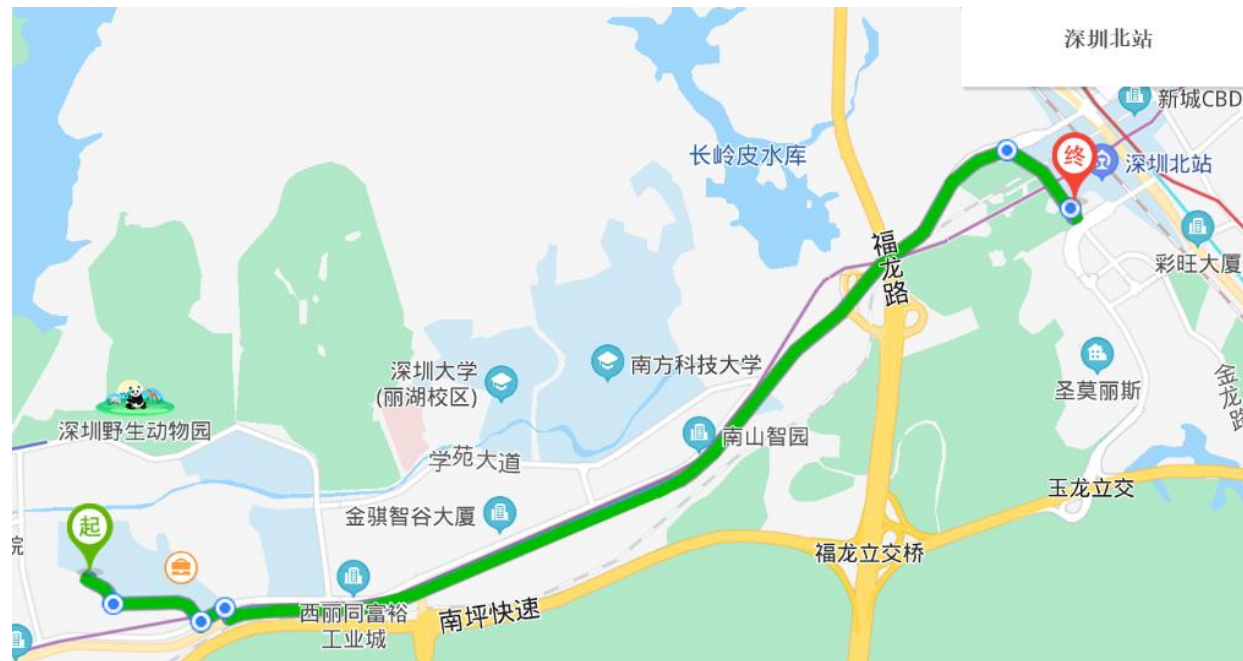 深圳北站
新城CBD
长岭皮水库
终
深圳北站
福龙路
彩旺大厦
南方科技大学
深圳大学
(丽湖校区)
圣莫丽斯
金龙路
深圳野生动物园
南山智园
学苑大道
玉龙立交
金骐智谷大厦
起
院
福龙立交桥
西丽同富裕
工业城
南坪快速